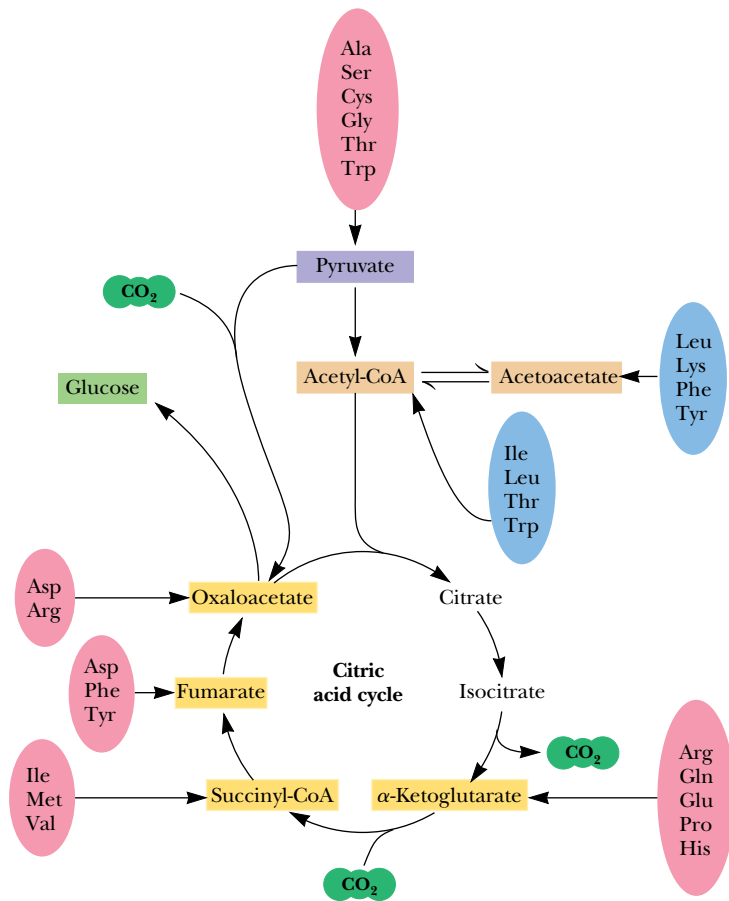 Ala
Ser
Cys
Gly
Thr
Trp
Pyruvate
CO₂
Acetyl-CoA
Acetoacetate
Leu
Lys
Phe
Tyr
Glucose
Ile
Leu
Thr
Trp
Asp
Arg
Oxaloacetate
Citrate
Asp
Phe
Tyr
Fumarate
Citric
acid cycle
Isocitrate
CO₂
Ile
Met
Val
Succinyl-CoA
α-Ketoglutarate
Arg
Gln
Glu
Pro
His
CO₂